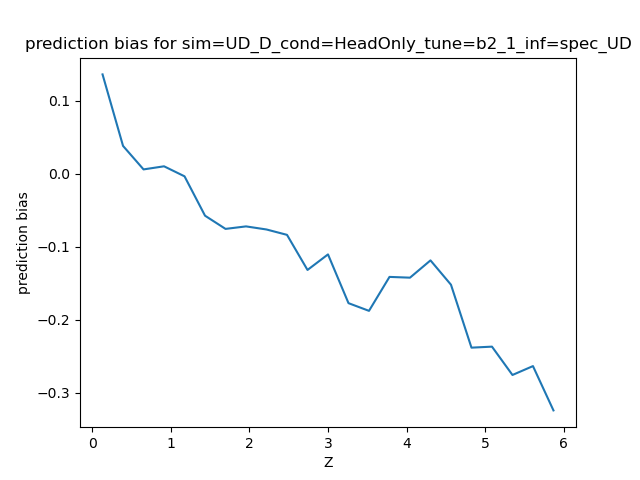 prediction bias for sim=UD_D_cond=HeadOnly_tune=b2_1_inf=spec_UD
0.1
0.0
−0.1
−0.2
−0.3
prediction bias
0 1 2 3 4 5 6
Z